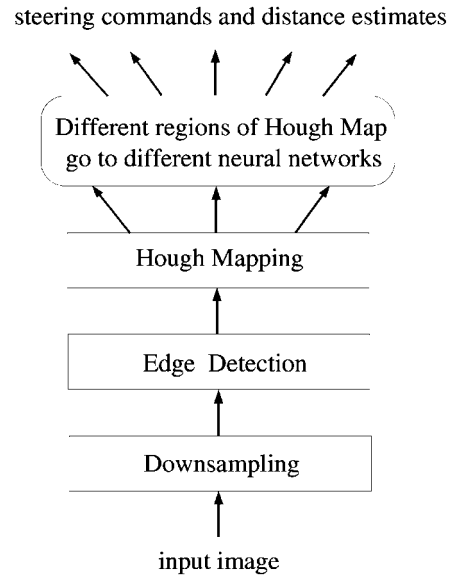 steering commands and distance estimates
Different regions of Hough Map
go to different neural networks
Hough Mapping
Edge Detection
Downsampling
input image